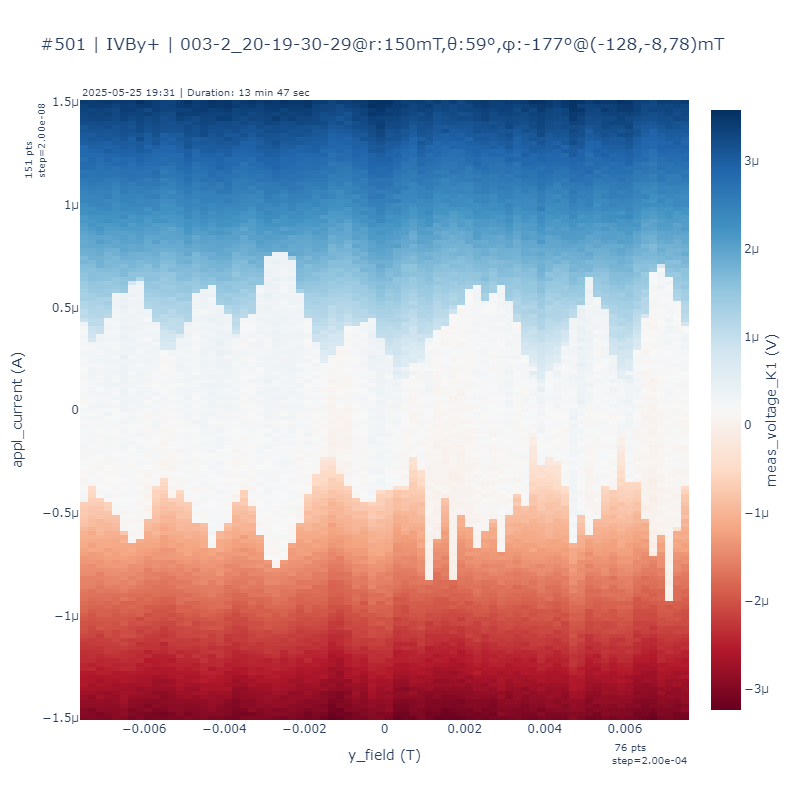 #501 | IVBy+ | 003-2_20-19-30-29@r:150mT,θ:59°,φ:-177°@(-128,-8,78)mT
2025-05-25 19:31 | Duration: 13 min 47 sec
151 pts
step=2.00e-08
1.5μ
1μ
0.5μ
0
−0.5μ
−1μ
−1.5μ
appl_current (A)
−0.006
−0.004
−0.002
0
0.002
0.004
0.006
y_field (T)
76 pts
step=2.00e-04
3μ
2μ
1μ
0
−1μ
−2μ
−3μ
meas_voltage_K1 (V)